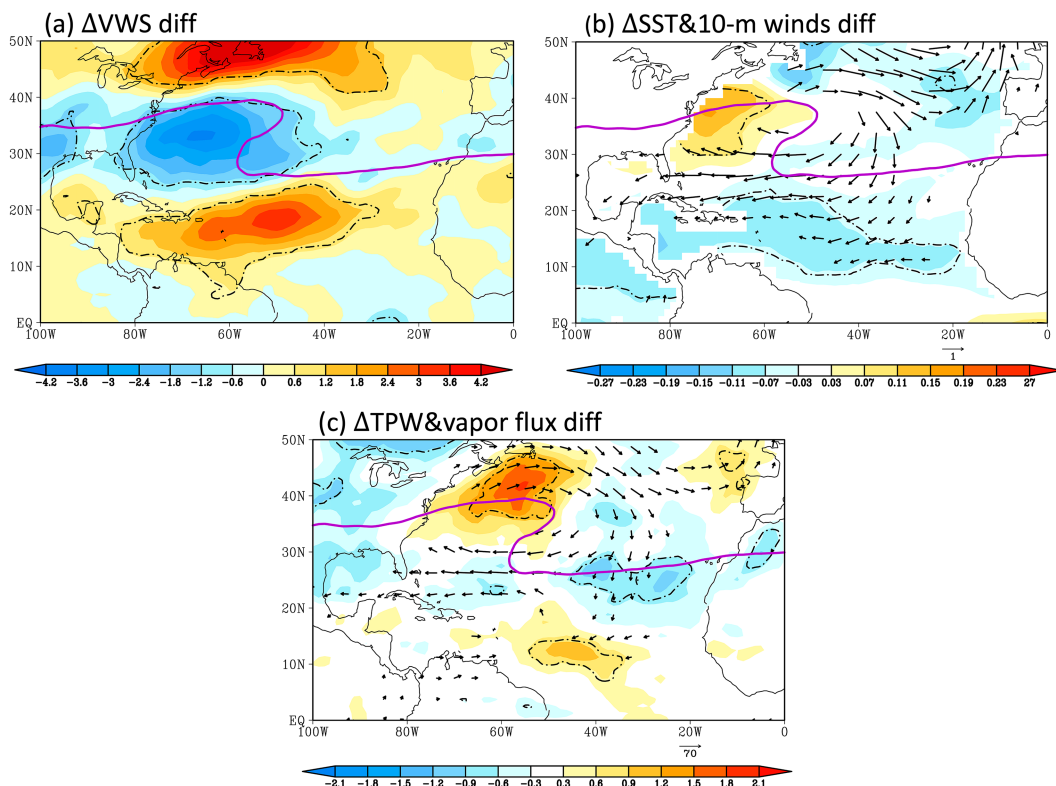 (a) ΔVWS diff
50N
40N
30N
20N
10N
EQ
100W 80W 60W 40W 20W 0
-4.2 -3.6 -3 -2.4 -1.8 -1.2 -0.6 0 0.6 1.2 1.8 2.4 3 3.6 4.2
(b) ΔSST&10-m winds diff
50N
40N
30N
20N
10N
EQ
100W 80W 60W 40W 20W 0
1
-0.27 -0.23 -0.19 -0.15 -0.11 -0.07 -0.03 0.03 0.07 0.11 0.15 0.19 0.23 27
(c) ΔTPW&vapor flux diff
50N
40N
30N
20N
10N
EQ
100W 80W 60W 40W 20W 0
70
-2.1 -1.8 -1.5 -1.2 -0.9 -0.6 -0.3 0.3 0.6 0.9 1.2 1.5 1.8 2.1